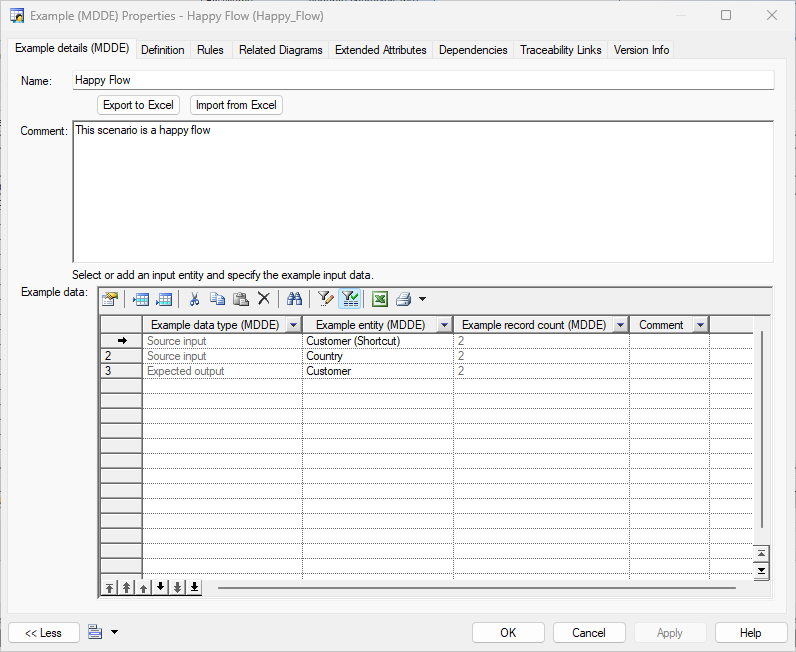 Example (MDDE) Properties - Happy Flow (Happy_Flow)
Example details (MDDE) Definition Rules Related Diagrams Extended Attributes Dependencies Traceability Links Version Info
Name: Happy Flow
Export to Excel Import from Excel
Comment: This scenario is a happy flow
Select or add an input entity and specify the example input data.
Example data:
Example data type (MDDE) Example entity (MDDE) Example record count (MDDE) Comment
Source input Customer (Shortcut) 2
2 Source input Country 2
3 Expected output Customer 2
<< Less OK Cancel Apply Help